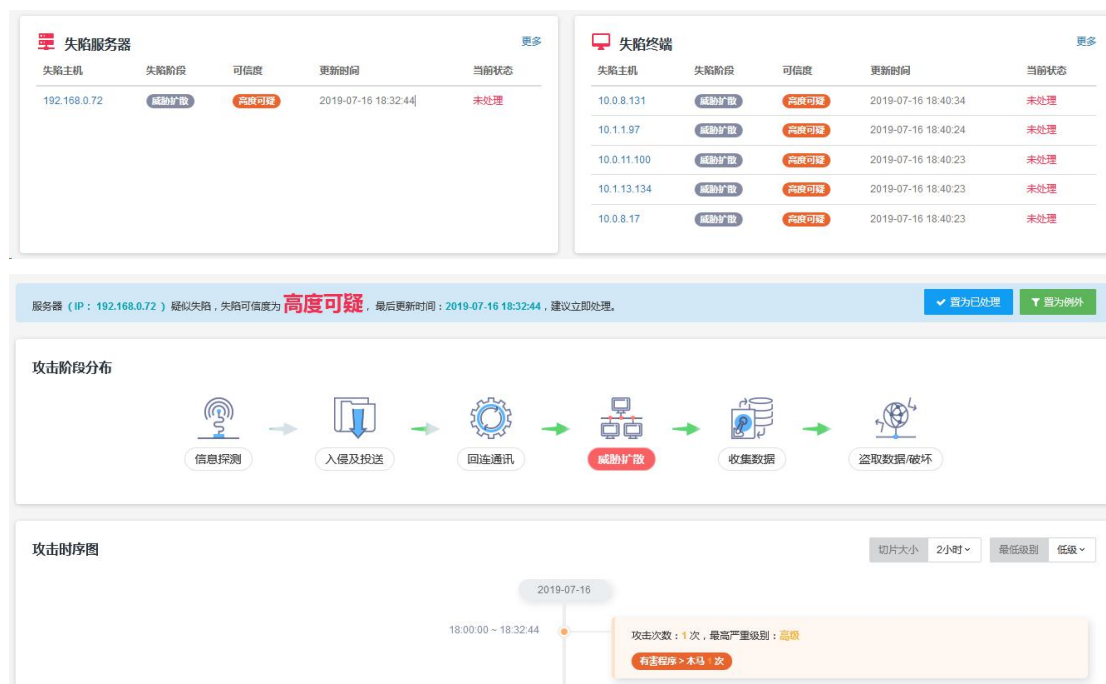 失陷服务器 更多
失陷主机 失陷阶段 可信度 更新时间 当前状态
192.168.0.72 威胁扩散 高度可疑 2019-07-16 18:32:44 未处理
失陷终端 更多
失陷主机 失陷阶段 可信度 更新时间 当前状态
10.0.8.131 威胁扩散 高度可疑 2019-07-16 18:40:34 未处理
10.1.1.97 威胁扩散 高度可疑 2019-07-16 18:40:24 未处理
10.0.11.100 威胁扩散 高度可疑 2019-07-16 18:40:23 未处理
10.1.13.134 威胁扩散 高度可疑 2019-07-16 18:40:23 未处理
10.0.8.17 威胁扩散 高度可疑 2019-07-16 18:40:23 未处理
服务器（IP：192.168.0.72）疑似失陷，失陷可信度为 高度可疑，最后更新时间：2019-07-16 18:32:44，建议立即处理。 置为已处理 置为例外
攻击阶段分布
信息探测 入侵及投送 回连通讯 威胁扩散 收集数据 盗取数据/破坏
攻击时序图 切片大小 2小时 最低级别 低级
2019-07-16
18:00:00 ~ 18:32:44 攻击次数：1 次，最高严重级别：高级
有害程序 > 木马 1 次